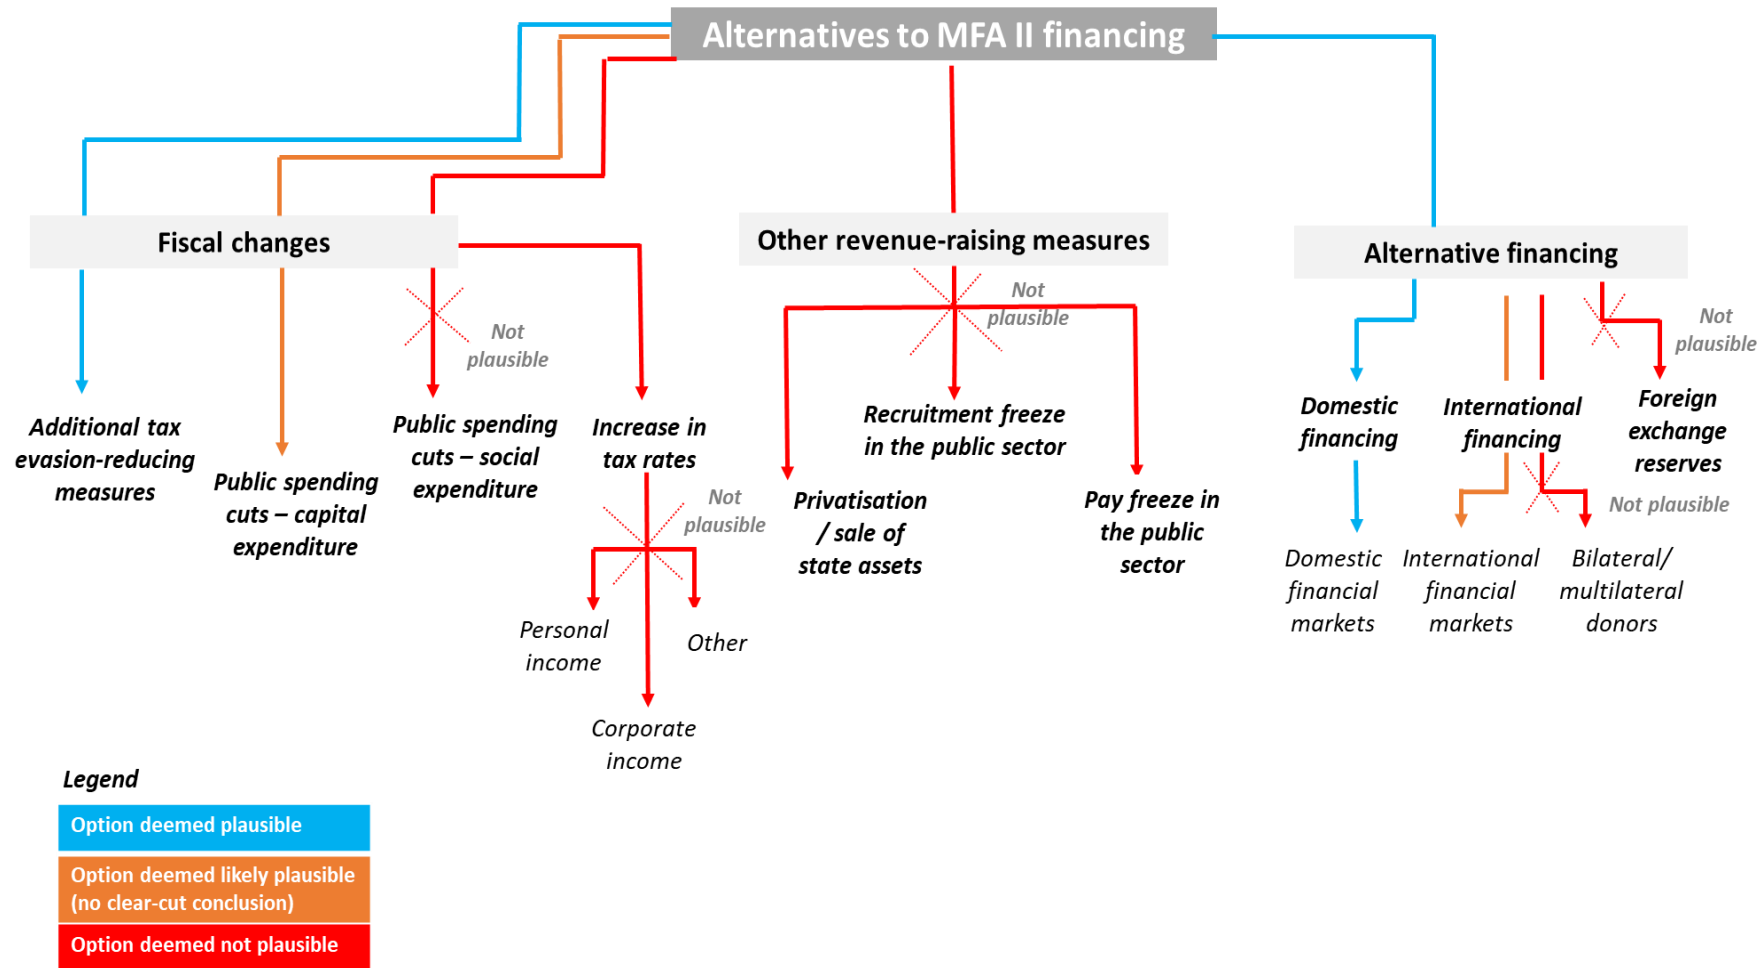 Alternatives to MFA II financing
Fiscal changes
Other revenue-raising measures
Alternative financing
Not
plausible
Additional tax
evasion-reducing
measures
Public spending
cuts – capital
expenditure
Public spending
cuts – social
expenditure
Increase in
tax rates
Not
plausible
Personal
income
Corporate
income
Other
Not
plausible
Privatisation
/ sale of
state assets
Recruitment freeze
in the public sector
Pay freeze in
the public
sector
Not
plausible
Domestic
financing
International
financing
Foreign
exchange
reserves
Not plausible
Domestic
financial
markets
International
financial
markets
Bilateral/
multilateral
donors
Legend
Option deemed plausible
Option deemed likely plausible
(no clear-cut conclusion)
Option deemed not plausible